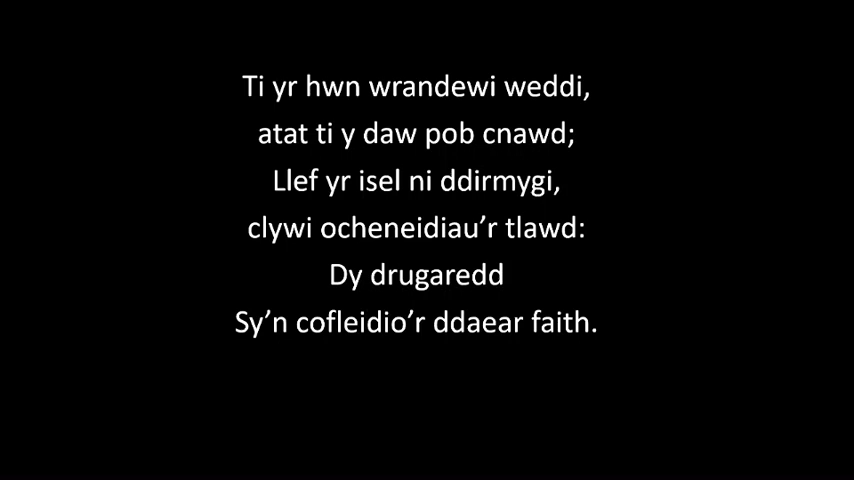 Ti yr hwn wrandewi weddi,
atat ti y daw pob cnawd;
Llef yr isel ni ddirmygi,
clywi ocheneidiau’r tlawd:
Dy drugaredd
Sy’n cofleidio’r ddaear faith.